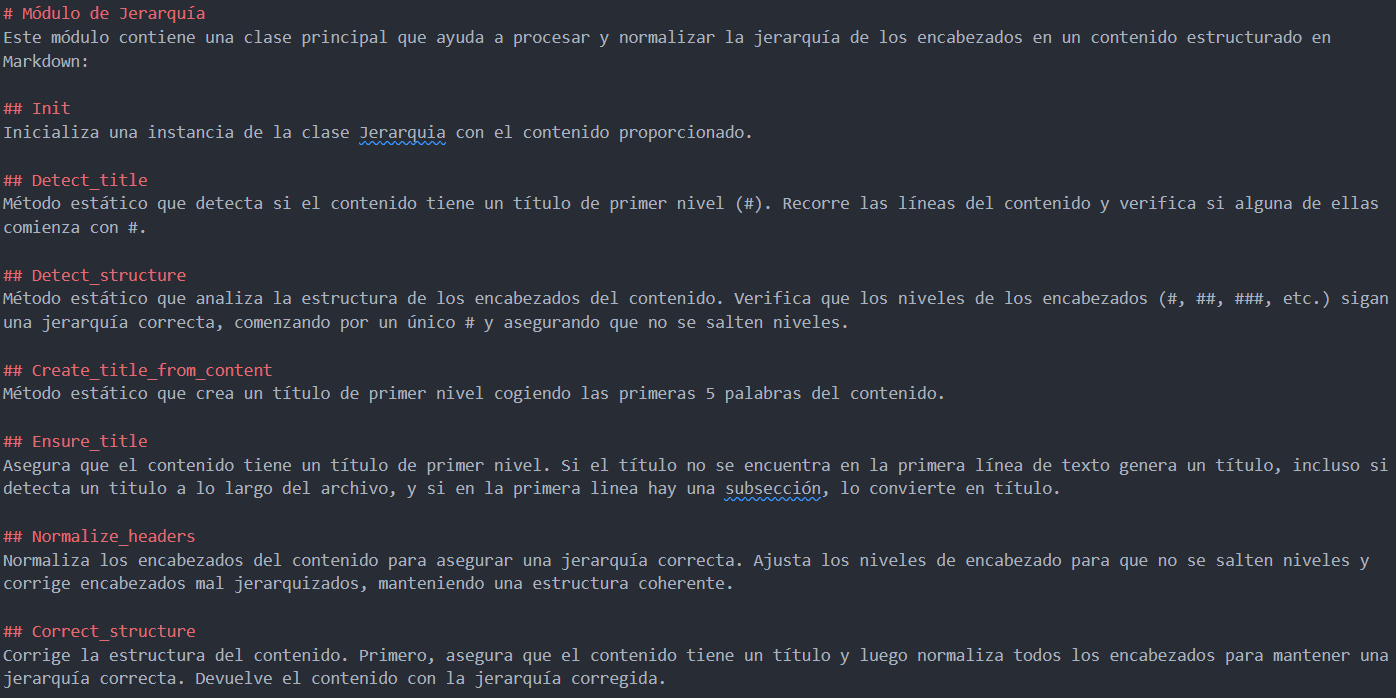 # Módulo de Jerarquía
Este módulo contiene una clase principal que ayuda a procesar y normalizar la jerarquía de los encabezados en un contenido estructurado en
Markdown:
## Init
Inicializa una instancia de la clase Jerarquia con el contenido proporcionado.
## Detect_title
Método estático que detecta si el contenido tiene un título de primer nivel (#). Recorre las líneas del contenido y verifica si alguna de ellas
comienza con #.
## Detect_structure
Método estático que analiza la estructura de los encabezados del contenido. Verifica que los niveles de los encabezados (#, ##, ###, etc.) sigan
una jerarquía correcta, comenzando por un único # y asegurando que no se salten niveles.
## Create_title_from_content
Método estático que crea un título de primer nivel cogiendo las primeras 5 palabras del contenido.
## Ensure_title
Asegura que el contenido tiene un título de primer nivel. Si el título no se encuentra en la primera línea de texto genera un título, incluso si
detecta un titulo a lo largo del archivo, y si en la primera linea hay una subsección, lo convierte en título.
## Normalize_headers
Normaliza los encabezados del contenido para asegurar una jerarquía correcta. Ajusta los niveles de encabezado para que no se salten niveles y
corrige encabezados mal jerarquizados, manteniendo una estructura coherente.
## Correct_structure
Corrige la estructura del contenido. Primero, asegura que el contenido tiene un título y luego normaliza todos los encabezados para mantener una
jerarquía correcta. Devuelve el contenido con la jerarquía corregida.